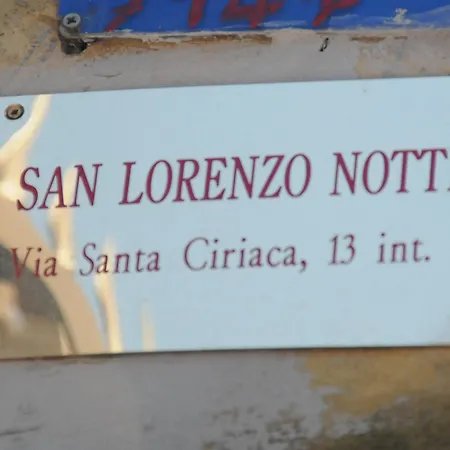 SAN LORENZO NOTT
Via Santa Ciriaca, 13 int.